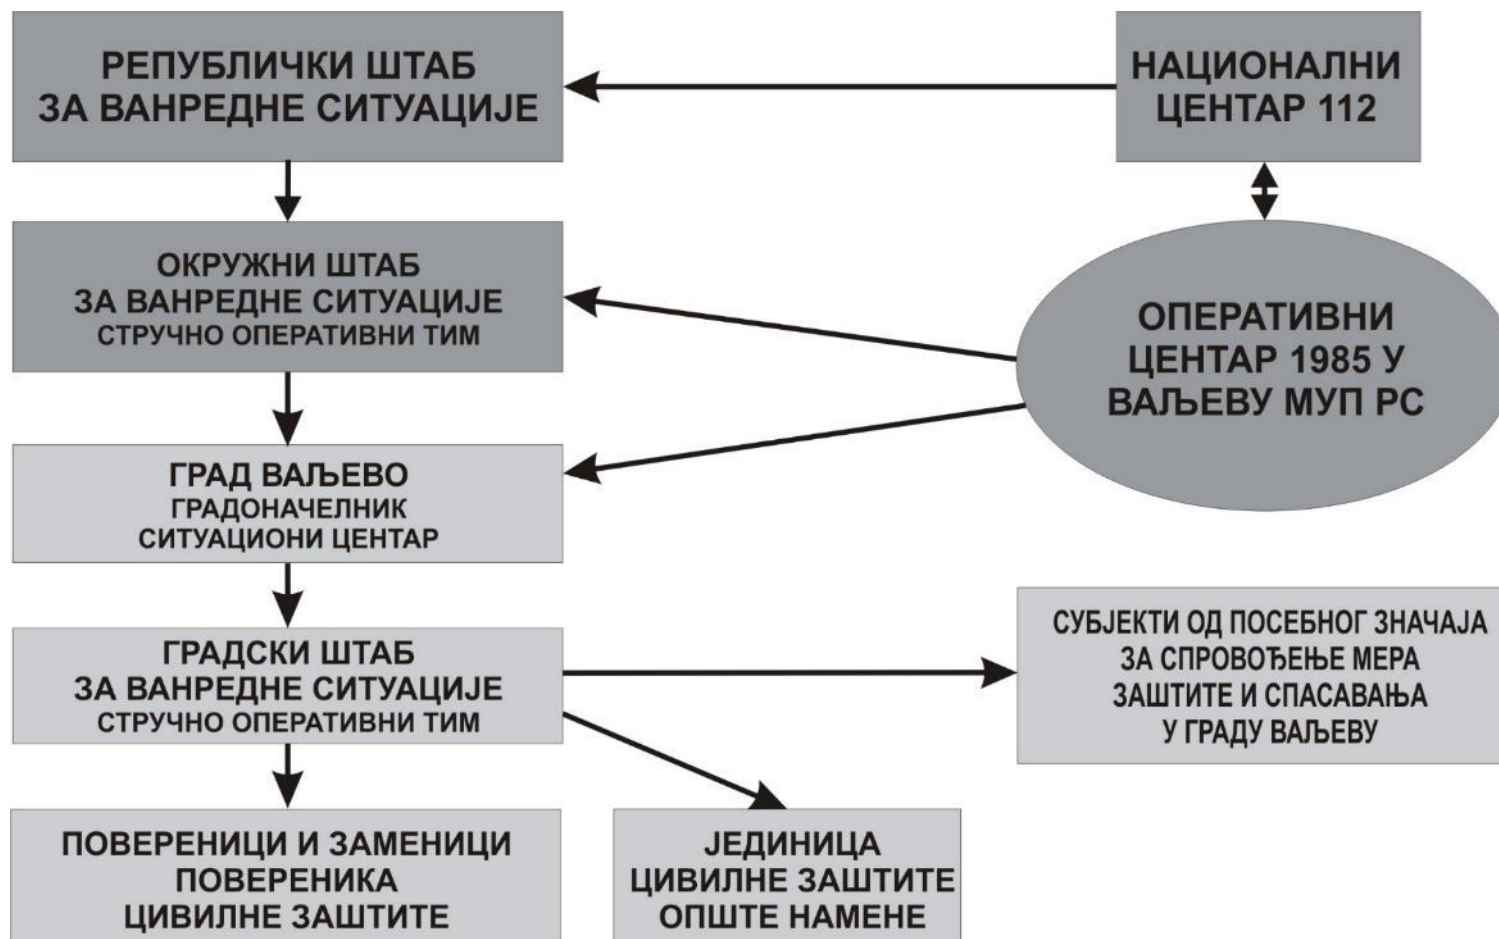 РЕПУБЛИЧКИ ШТАБ
ЗА ВАНРЕДНЕ СИТУАЦИЈЕ
НАЦИОНАЛНИ
ЦЕНТАР 112
ОКРУЖНИ ШТАБ
ЗА ВАНРЕДНЕ СИТУАЦИЈЕ
СТРУЧНО ОПЕРАТИВНИ ТИМ
ОПЕРАТИВНИ
ЦЕНТАР 1985 У
ВАЉЕВУ МУП РС
ГРАД ВАЉЕВО
ГРАДОНАЧЕЛНИК
СИТУАЦИОНИ ЦЕНТАР
ГРАДСКИ ШТАБ
ЗА ВАНРЕДНЕ СИТУАЦИЈЕ
СТРУЧНО ОПЕРАТИВНИ ТИМ
СУБЈЕКТИ ОД ПОСЕБНОГ ЗНАЧАЈА
ЗА СПРОВОЂЕЊЕ МЕРА
ЗАШТИТЕ И СПАСАВАЊА
У ГРАДУ ВАЉЕВУ
ПОВЕРЕНИЦИ И ЗАМЕНИЦИ
ПОВЕРЕНИКА
ЦИВИЛНЕ ЗАШТИТЕ
ЈЕДИНИЦА
ЦИВИЛНЕ ЗАШТИТЕ
ОПШТЕ НАМЕНЕ